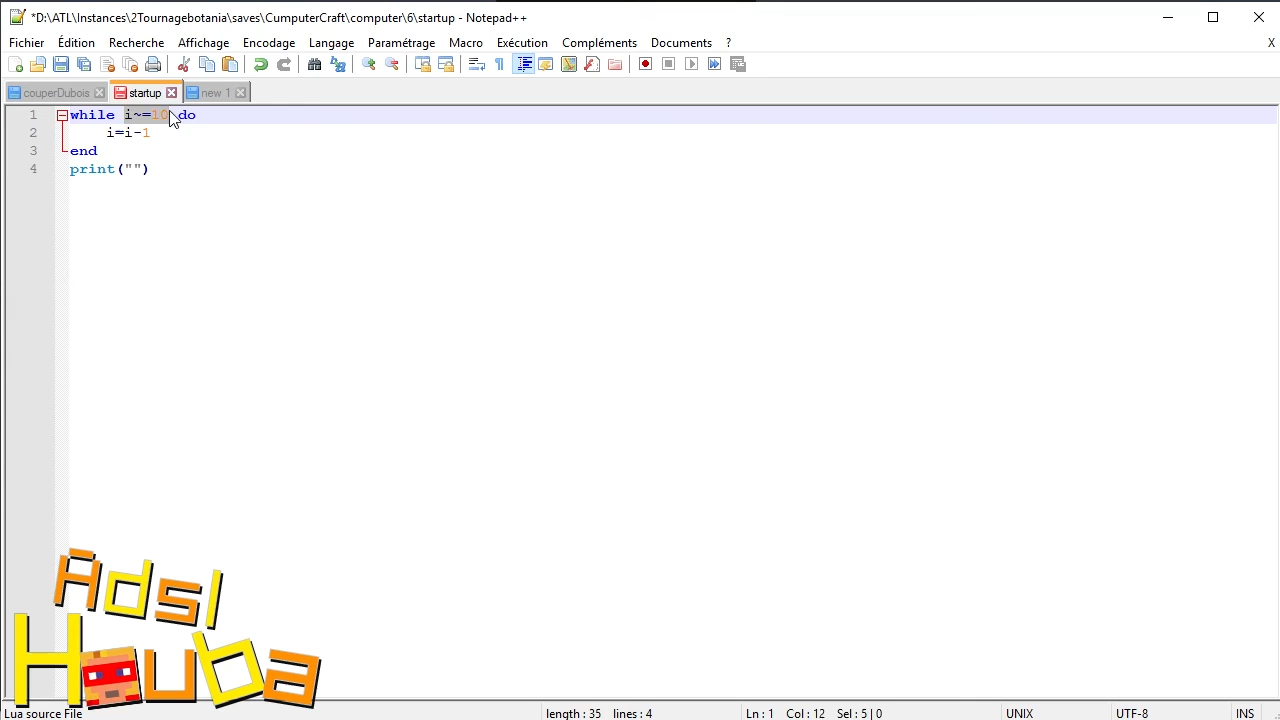 *D:\ATL\Instances\2Tournagebotania\saves\CumputerCraft\computer\6\startup - Notepad++
Fichier Édition Recherche Affichage Encodage Langage Paramétrage Macro Exécution Compléments Documents ? X
couperDubois startup new 1
1 while i~=10 do
2 i=i-1
3 end
4 print("")
Adsl
Houba
Lua source File length : 35 lines : 4 Ln : 1 Col : 12 Sel : 5 | 0 UNIX UTF-8 INS